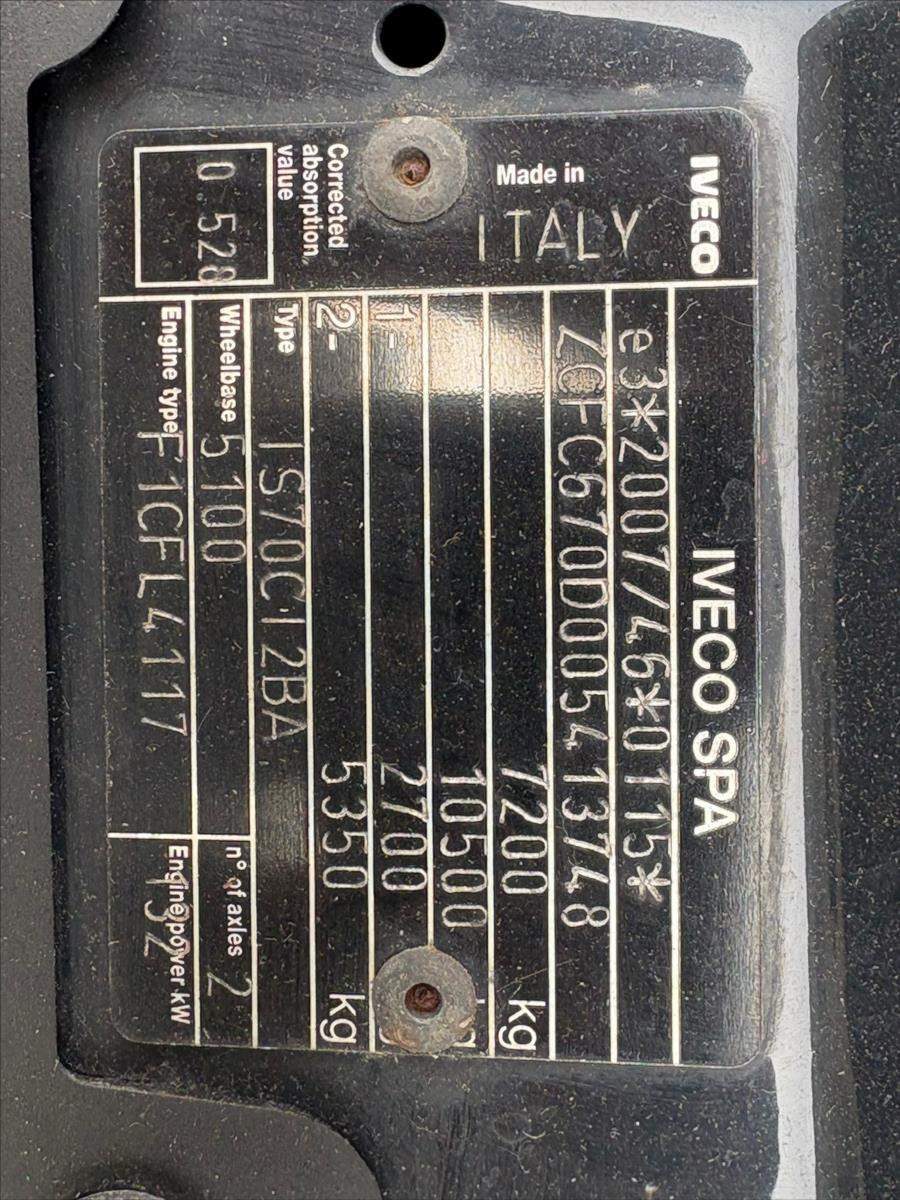 IVECO
IVECO SPA
Made in
ITALY
e3*2007/46*0115*
ZCFC670D005413748
7200 kg
10500
1- 2700
2- 5350 kg
Corrected
absorption
value
0.528
Type IS70C12BA
Wheelbase 5100 n° of axles 2
Engine type F1CFL4117 Engine power kW 132